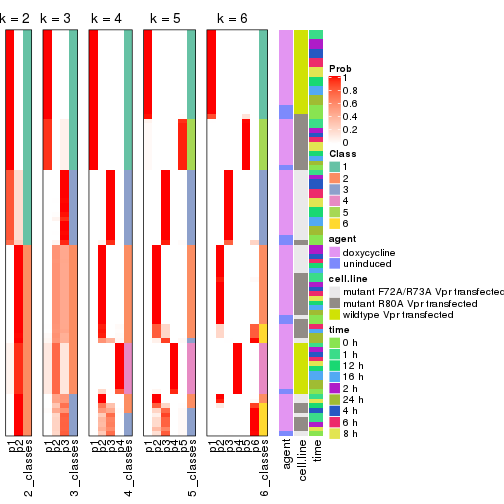 k = 2
k = 3
k = 4
k = 5
k = 6
Prob
1
0.8
0.6
0.4
0.2
0
Class
1
2
3
4
5
6
agent
doxycycline
uninduced
cell.line
mutant F72A/R73A Vpr transfected
mutant R80A Vpr transfected
wildtype Vpr transfected
time
0 h
1 h
12 h
16 h
2 h
24 h
4 h
6 h
8 h
p1
p2
2_classes
p1
p2
p3
3_classes
p1
p2
p3
p4
4_classes
p1
p2
p3
p4
p5
5_classes
p1
p2
p3
p4
p5
p6
6_classes
agent
cell.line
time